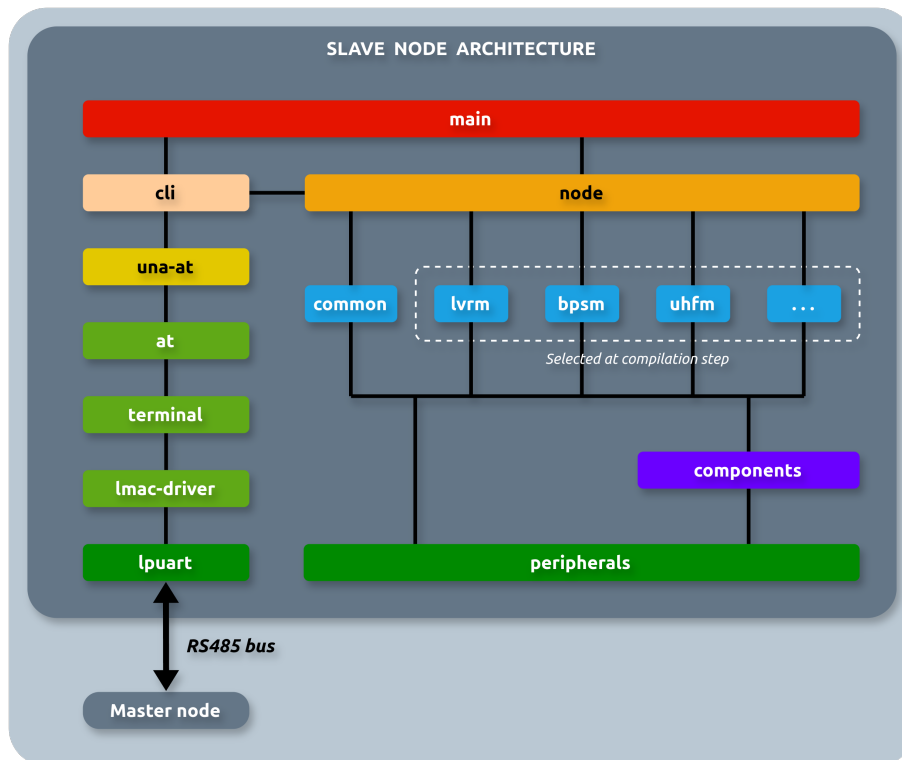 SLAVE NODE ARCHITECTURE
main
cli
node
una-at
common
lvrm
bpsm
uhfm
...
at
Selected at compilation step
terminal
components
lmac-driver
lpuart
peripherals
RS485 bus
Master node